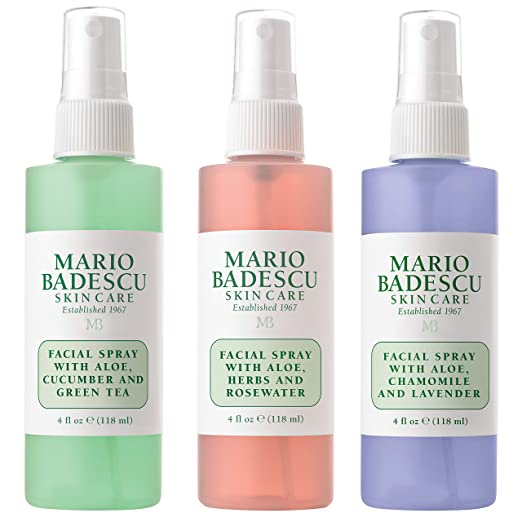 MARIO
BADESCU
SKIN CARE
Established 1967
MB
FACIAL SPRAY
WITH ALOE,
CUCUMBER AND
GREEN TEA
4 fl oz ℮ (118 ml)
MARIO
BADESCU
SKIN CARE
Established 1967
MB
FACIAL SPRAY
WITH ALOE,
HERBS AND
ROSEWATER
4 fl oz ℮ (118 ml)
MARIO
BADESCU
SKIN CARE
Established 1967
MB
FACIAL SPRAY
WITH ALOE,
CHAMOMILE
AND LAVENDER
4 fl oz ℮ (118 ml)